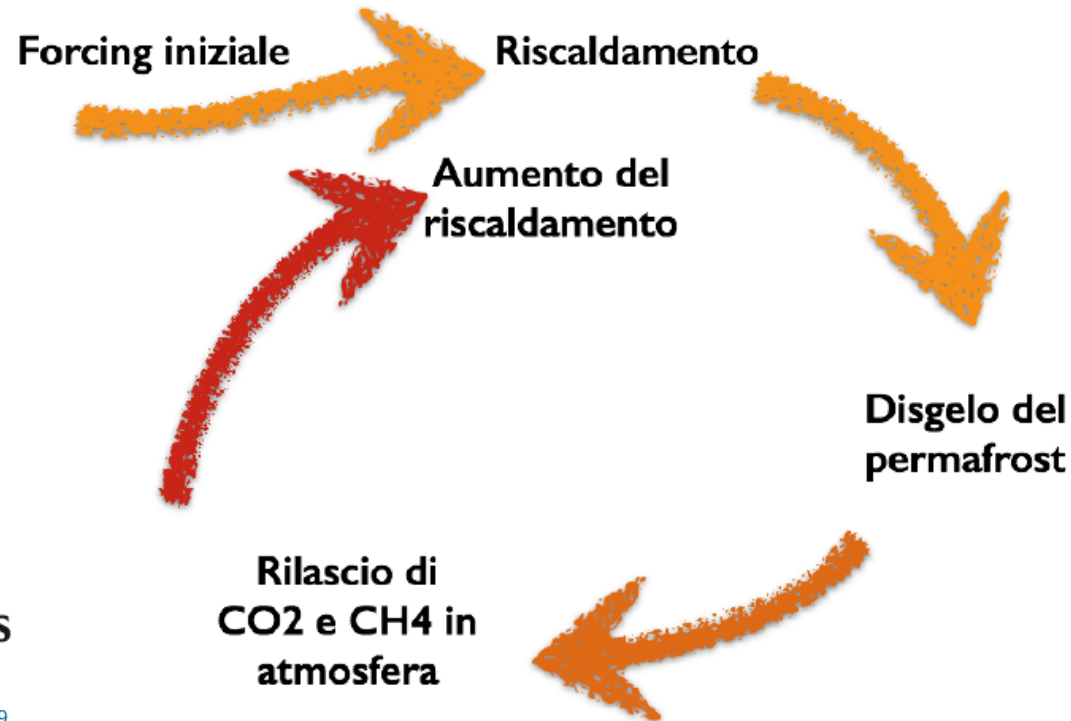 Forcing iniziale
Riscaldamento
Aumento del
riscaldamento
Disgelo del
permafrost
Rilascio di
CO2 e CH4 in
atmosfera